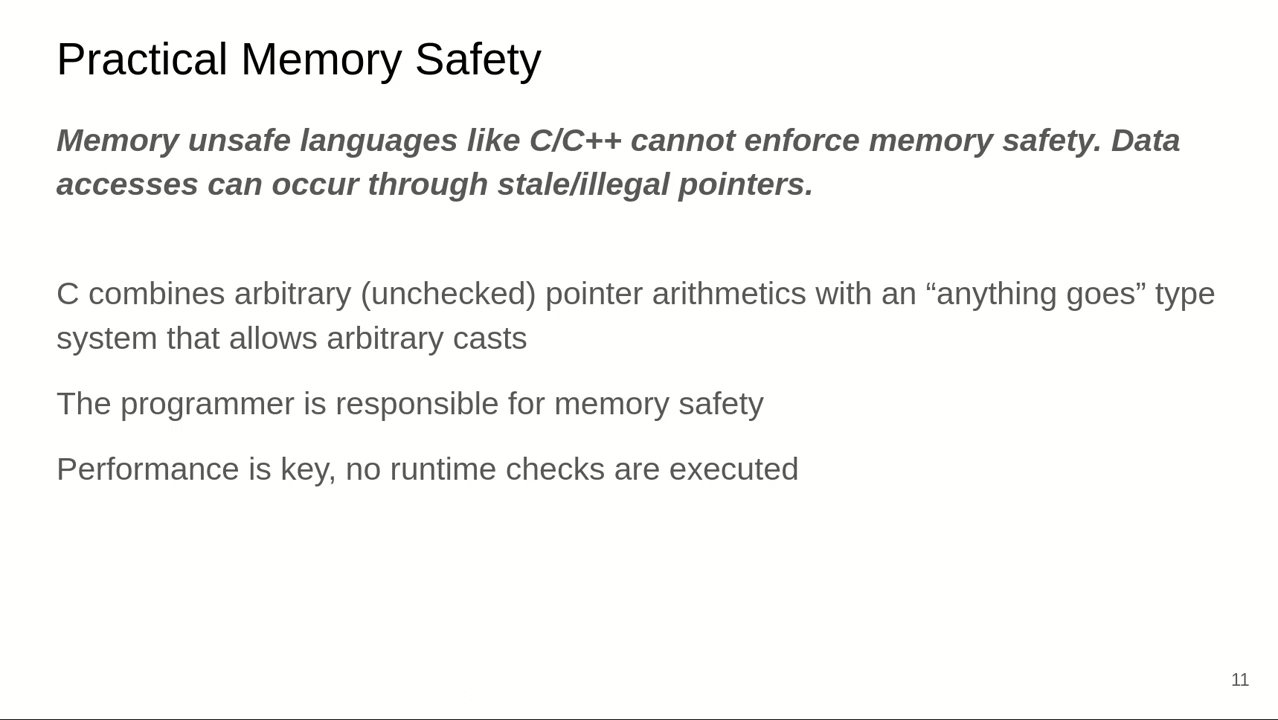 Practical Memory Safety
Memory unsafe languages like C/C++ cannot enforce memory safety. Data
accesses can occur through stale/illegal pointers.
C combines arbitrary (unchecked) pointer arithmetics with an “anything goes” type
system that allows arbitrary casts
The programmer is responsible for memory safety
Performance is key, no runtime checks are executed
11